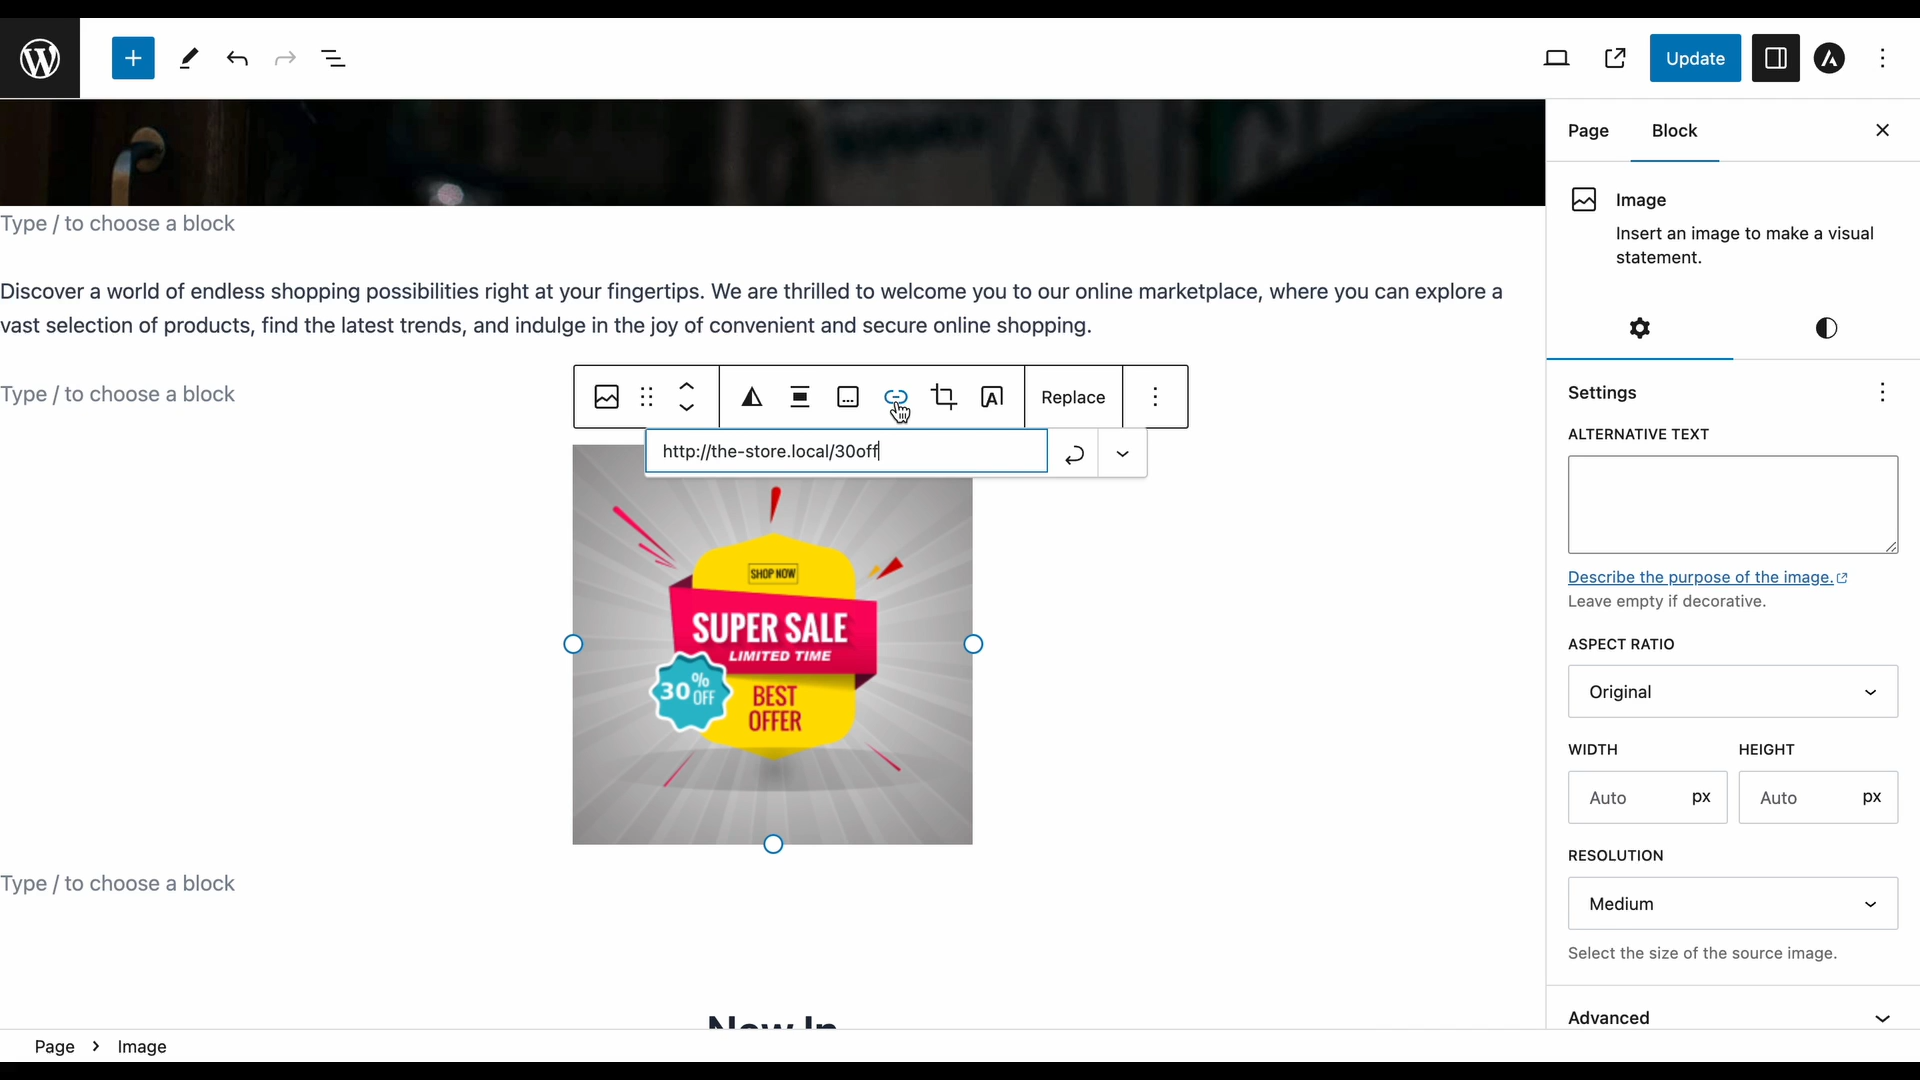 Update
Page
Block
Image
Insert an image to make a visual
statement.
Type / to choose a block
Discover a world of endless shopping possibilities right at your fingertips. We are thrilled to welcome you to our online marketplace, where you can explore a
vast selection of products, find the latest trends, and indulge in the joy of convenient and secure online shopping.
Type / to choose a block
A
Replace
http://the-store.local/30off
SHOP NOW
SUPER SALE
LIMITED TIME
30% OFF
BEST
OFFER
Type / to choose a block
New In
Settings
ALTERNATIVE TEXT
Describe the purpose of the image.
Leave empty if decorative.
ASPECT RATIO
Original
WIDTH HEIGHT
Auto px Auto px
RESOLUTION
Medium
Select the size of the source image.
Advanced
Page > Image